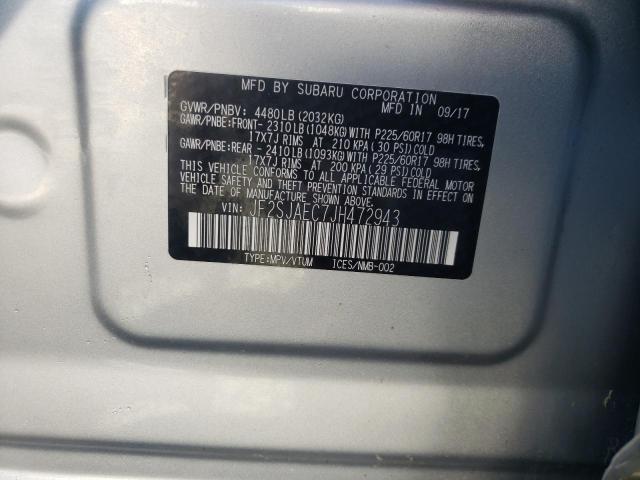 MFD BY SUBARU CORPORATION
MFD IN 09/17
GVWR/PNBV: 4480LB(2032KG)
GAWR/PNBE:FRONT- 2310LB(1048KG)WITH P225/60R17 98H TIRES,
17X7J RIMS AT 210 KPA(30 PSI)COLD
GAWR/PNBE:REAR - 2410LB(1093KG)WITH P225/60R17 98H TIRES,
17X7J RIMS AT 200 KPA(29 PSI)COLD
THIS VEHICLE CONFORMS TO ALL APPLICABLE FEDERAL MOTOR
VEHICLE SAFETY, BUMPER, AND THEFT PREVENTION STANDARDS
IN EFFECT ON THE DATE OF MANUFACTURE SHOWN ABOVE.
VIN: JF2SJAEC7JH472943
TYPE:MPV/VTUM ICES/NMB-002